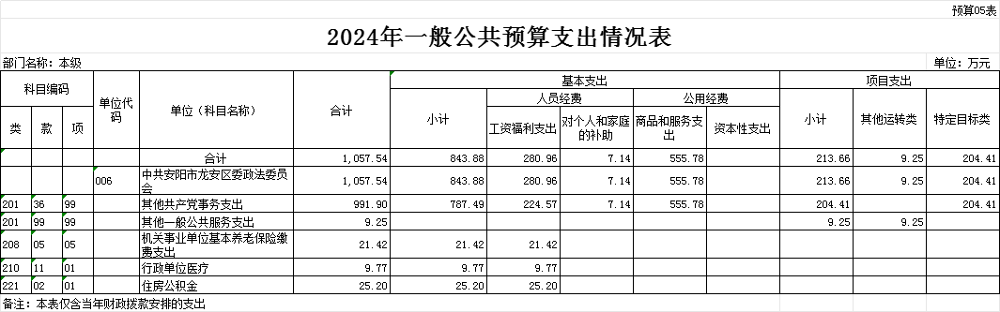 预算05表
2024年一般公共预算支出情况表
部门名称：本级 单位：万元
科目编码 单位代码 单位（科目名称） 合计 基本支出 项目支出
人员经费 公用经费
类 款 项 小计 工资福利支出 对个人和家庭的补助 商品和服务支出 资本性支出 小计 其他运转类 特定目标类
合计 1,057.54 843.88 280.96 7.14 555.78 213.66 9.25 204.41
006 中共安阳市龙安区委政法委员会 1,057.54 843.88 280.96 7.14 555.78 213.66 9.25 204.41
201 36 99 其他共产党事务支出 991.90 787.49 224.57 7.14 555.78 204.41 204.41
201 99 99 其他一般公共服务支出 9.25 9.25 9.25
208 05 05 机关事业单位基本养老保险缴费支出 21.42 21.42 21.42
210 11 01 行政单位医疗 9.77 9.77 9.77
221 02 01 住房公积金 25.20 25.20 25.20
备注：本表仅含当年财政拨款安排的支出